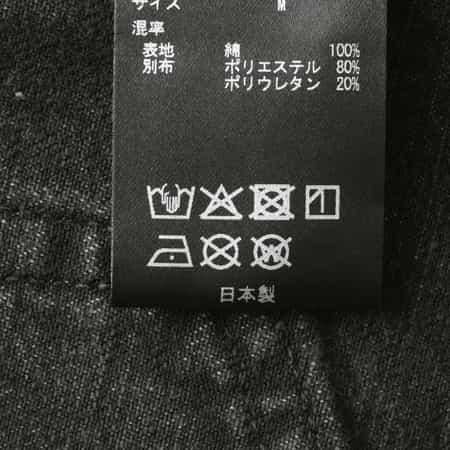 サイズ M
混率
表地 綿 100%
別布 ポリエステル 80%
ポリウレタン 20%
W
日本製